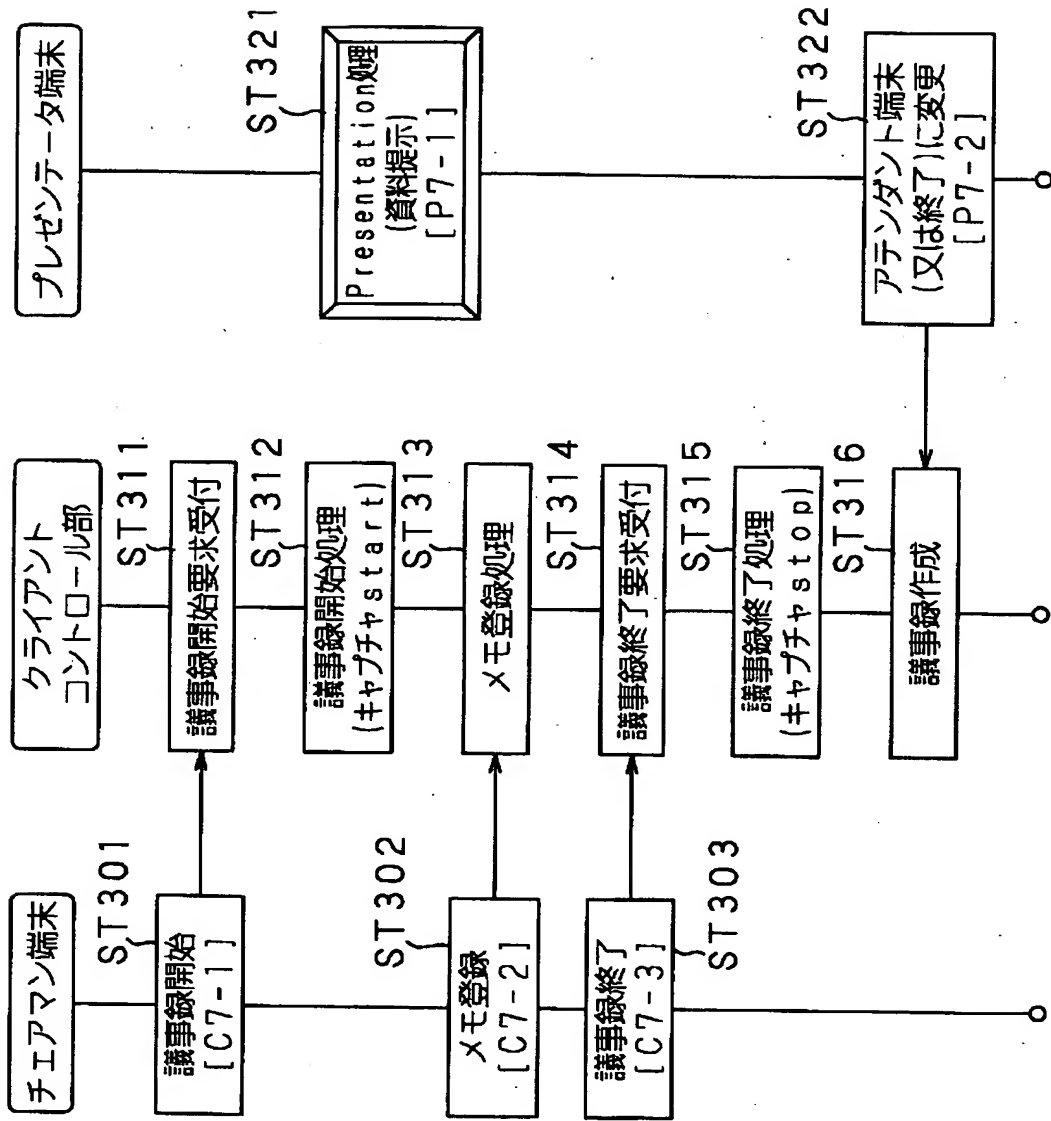 チェアマン端末
ST301
議事録開始
[C7-1]
ST302
メモ登録
[C7-2]
議事録終了
[C7-3]
ST303
クライアント
コントロール部
ST311
議事録開始要求受付
ST312
議事録開始処理
(キャプチャstart)
ST313
メモ登録処理
ST314
議事録終了要求受付
ST315
議事録終了処理
(キャプチャstop)
ST316
議事録作成
プレゼンテータ端末
ST321
Presentation処理
(資料提示)
[P7-1]
ST322
アテンダント端末
(又は終了)に変更
[P7-2]